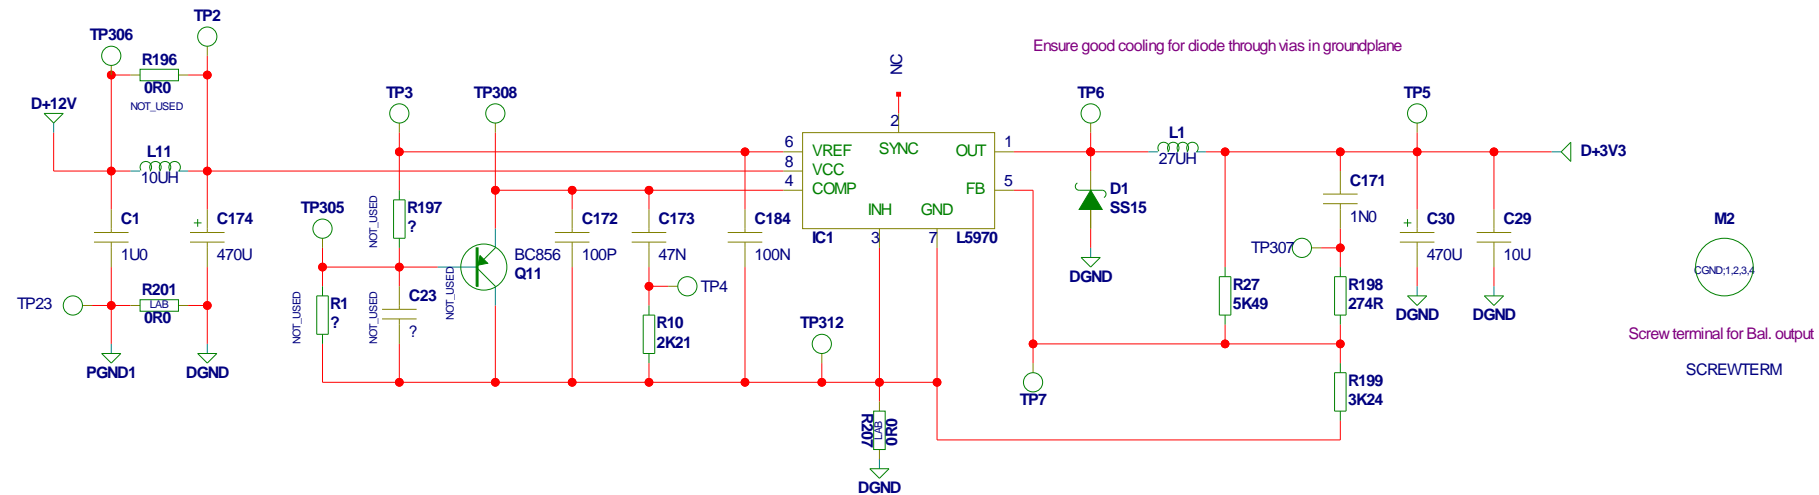 TP306
TP2
R196
0R0
NOT_USED
D+12V
L11
10UH
C1
1U0
C174
+
470U
TP23
R201
LAB
0R0
PGND1
DGND
TP3
TP308
TP305
NOT_USED
R197
?
NOT_USED
R1
?
NOT_USED
C23
?
NOT_USED
BC856
Q11
C172
100P
C173
47N
TP4
R10
2K21
C184
100N
TP312
NC
2
6
VREF
SYNC
OUT
1
8
VCC
4
COMP
FB
5
INH
GND
IC1
3
7
L5970
R207
LAB
0R0
DGND
Ensure good cooling for diode through vias in groundplane
TP6
D1
SS15
DGND
L1
27UH
TP5
D+3V3
C171
1N0
TP307
R27
5K49
R198
274R
C30
+
470U
DGND
C29
10U
DGND
TP7
R199
3K24
M2
CGND;1,2,3,4
Screw terminal for Bal. output
SCREWTERM